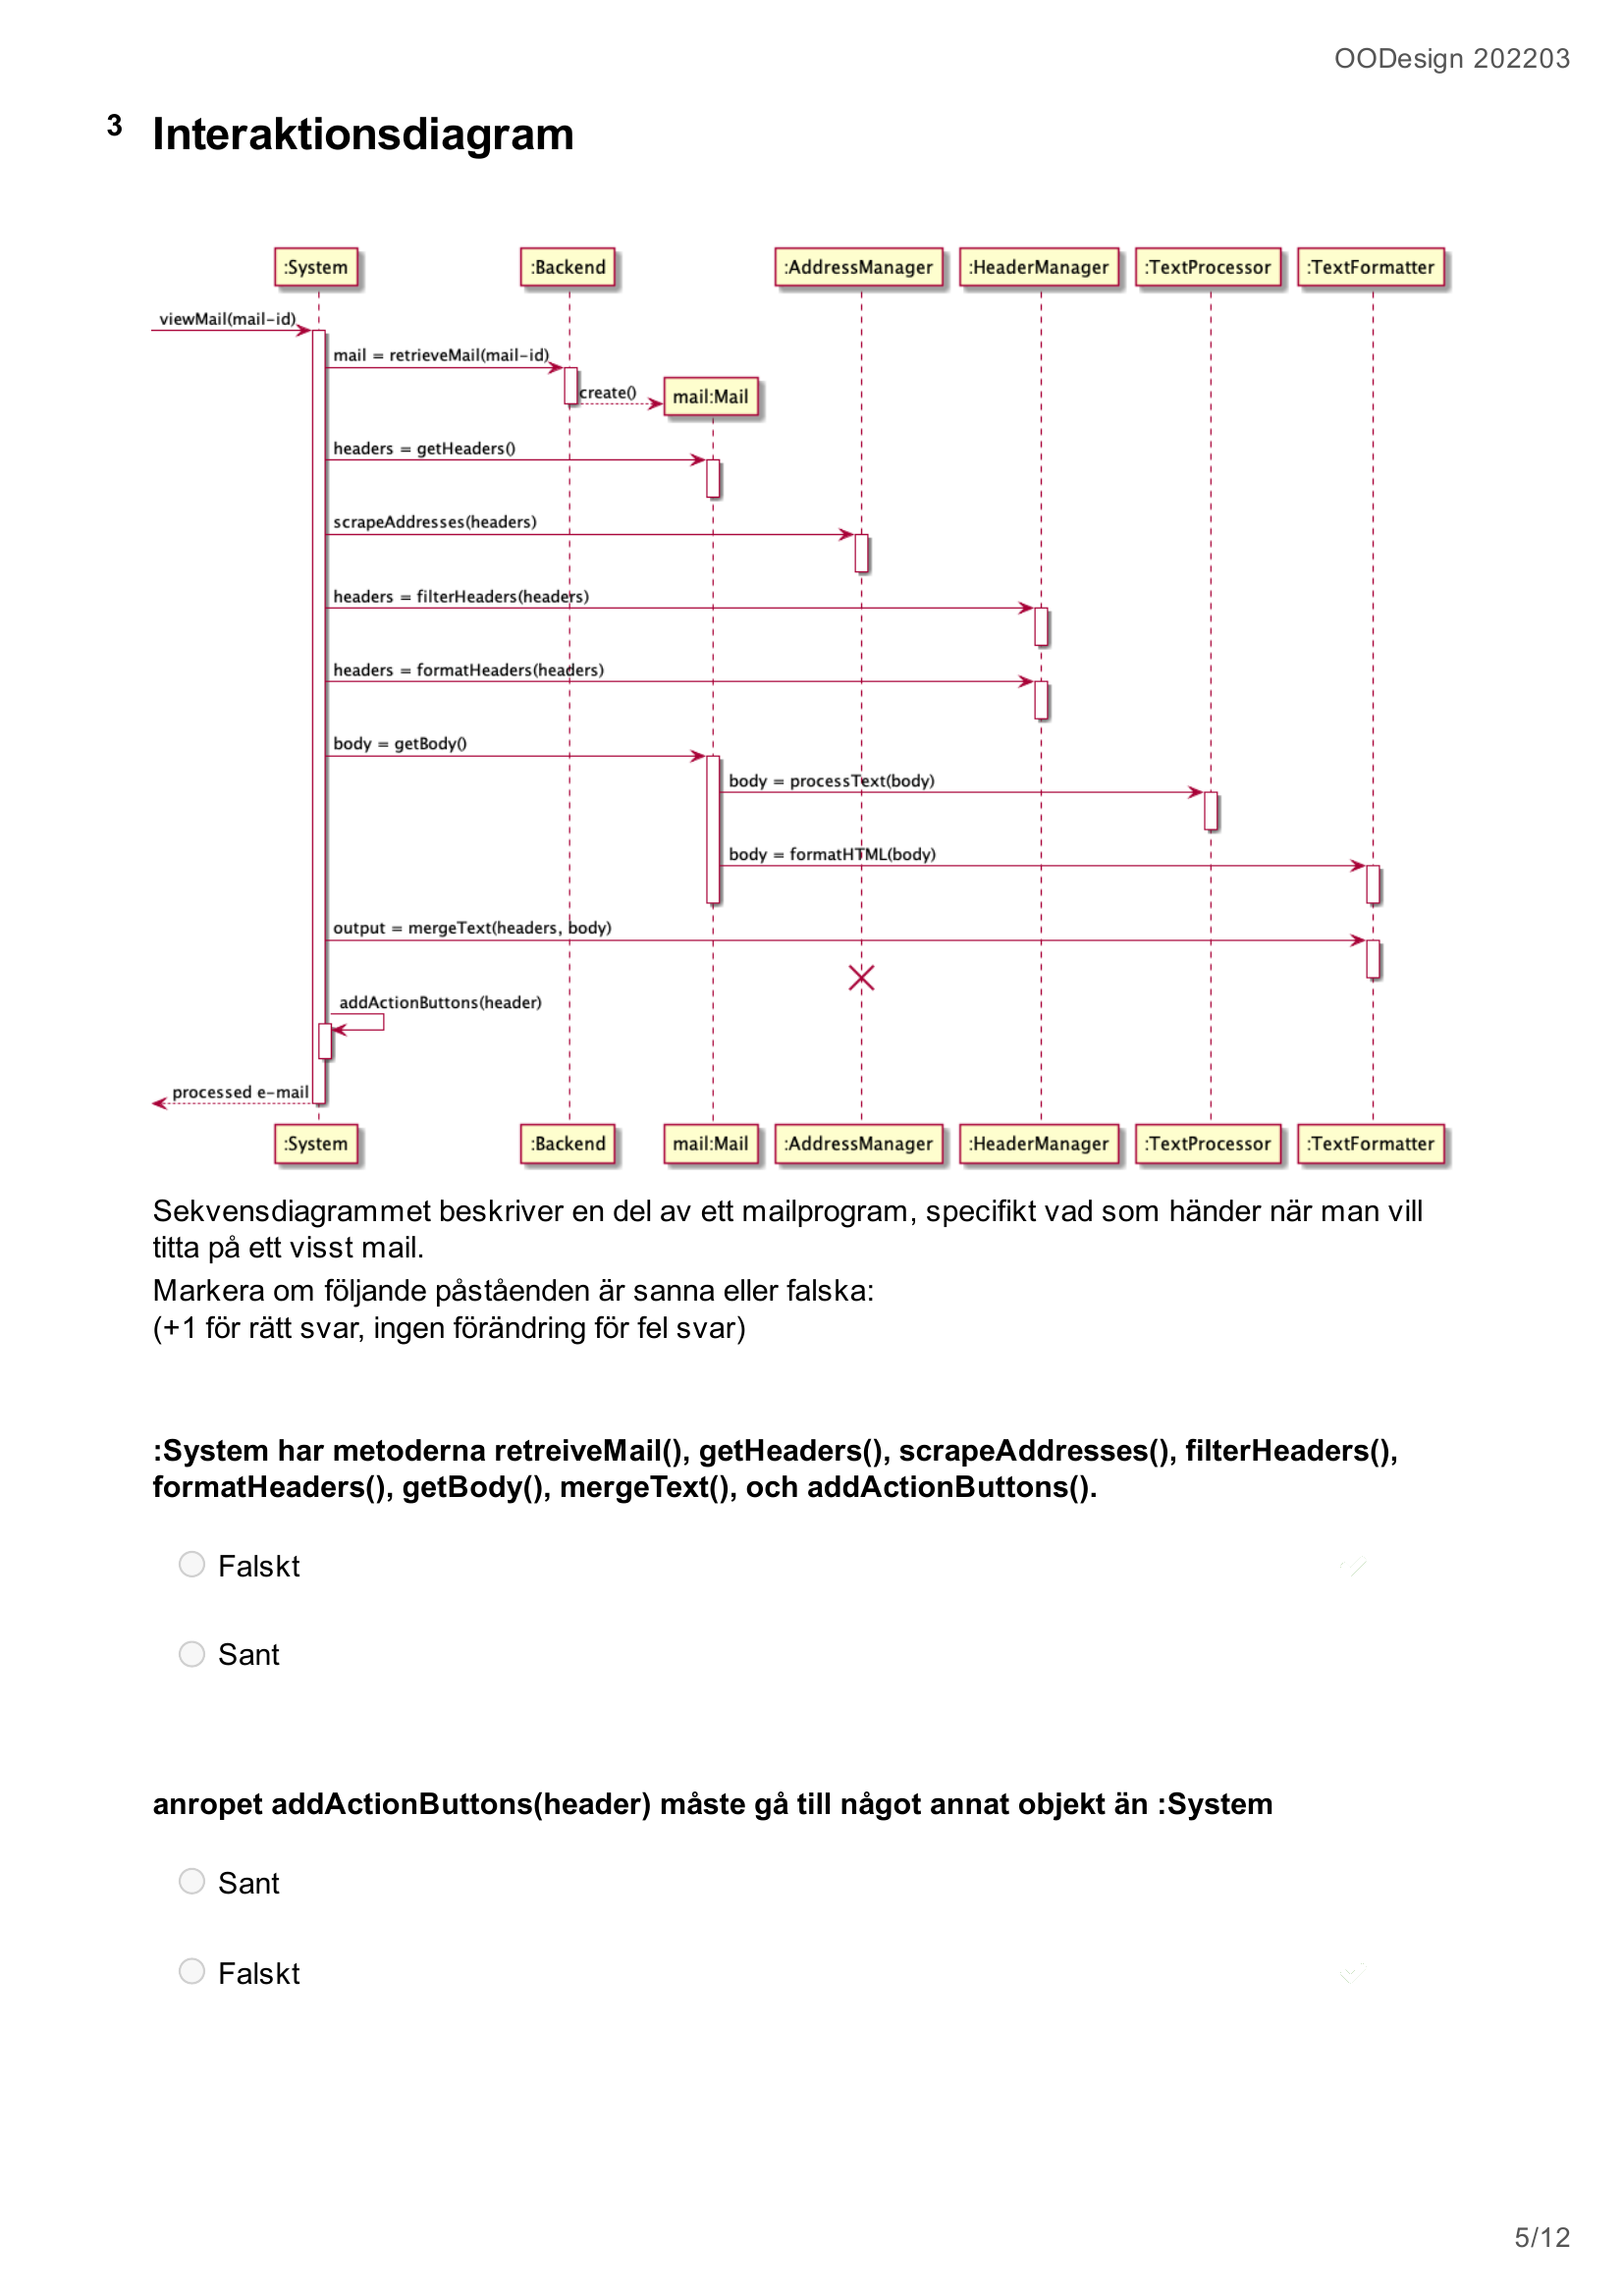 OODesign 202203
3 Interaktionsdiagram
:System :Backend :AddressManager :HeaderManager :TextProcessor :TextFormatter
viewMail(mail-id)
mail = retrieveMail(mail-id)
create() mail:Mail
headers = getHeaders()
scrapeAddresses(headers)
headers = filterHeaders(headers)
headers = formatHeaders(headers)
body = getBody()
body = processText(body)
body = formatHTML(body)
output = mergeText(headers, body)
addActionButtons(header)
processed e-mail
:System :Backend mail:Mail :AddressManager :HeaderManager :TextProcessor :TextFormatter
Sekvensdiagrammet beskriver en del av ett mailprogram, specifikt vad som händer när man vill
titta på ett visst mail.
Markera om följande påståenden är sanna eller falska:
(+1 för rätt svar, ingen förändring för fel svar)
:System har metoderna retreiveMail(), getHeaders(), scrapeAddresses(), filterHeaders(),
formatHeaders(), getBody(), mergeText(), och addActionButtons().
Falskt
Sant
anropet addActionButtons(header) måste gå till något annat objekt än :System
Sant
Falskt
5/12